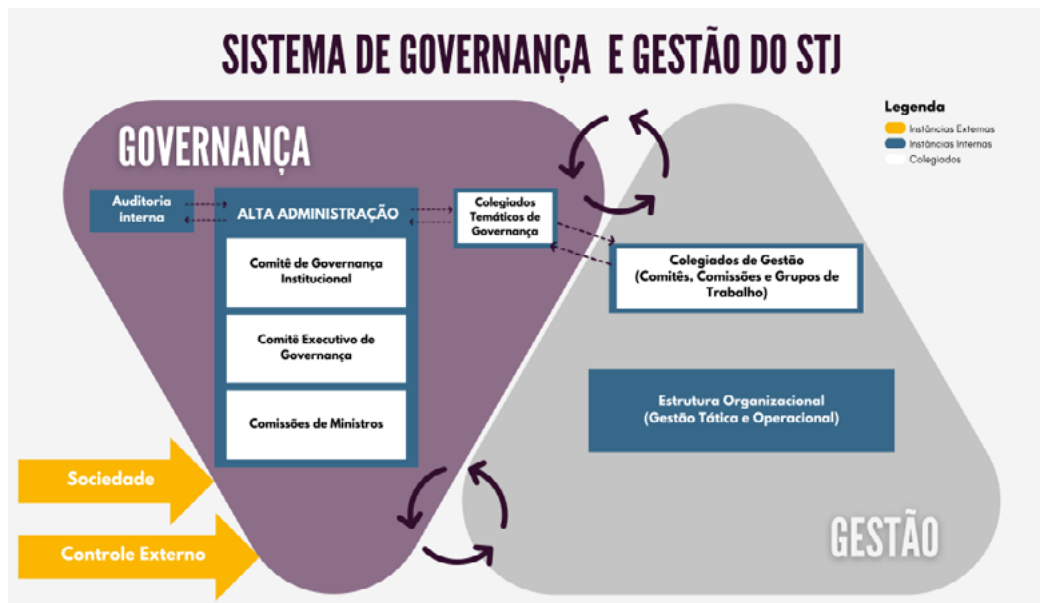 SISTEMA DE GOVERNANÇA E GESTÃO DO STJ
Legenda
Instâncias Externas
Instâncias Internas
Colegiados
GOVERNANÇA
Auditoria
interna
ALTA ADMINISTRAÇÃO
Comitê de Governança
Institucional
Comitê Executivo de
Governança
Comissões de Ministros
Colegiados
Temáticos de
Governança
Colegiados de Gestão
(Comitês, Comissões e Grupos de
Trabalho)
Estrutura Organizacional
(Gestão Tática e Operacional)
Sociedade
Controle Externo
GESTÃO